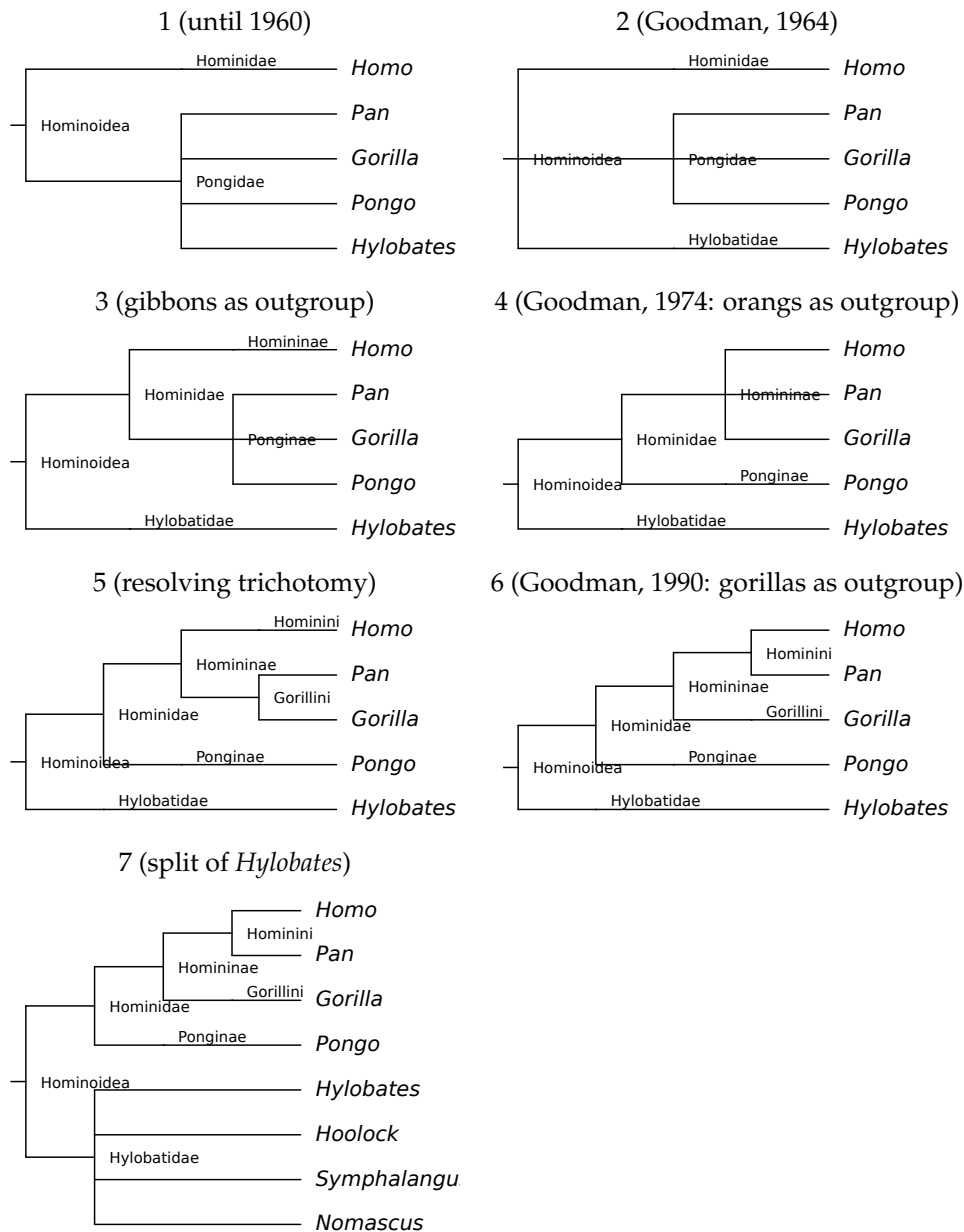 1 (until 1960)
Hominidae
Homo
Pan
Hominoidea
Gorilla
Pongidae
Pongo
Hylobates
2 (Goodman, 1964)
Hominidae
Homo
Pan
Hominoidea
Pongidae
Gorilla
Pongo
Hylobatidae
Hylobates
3 (gibbons as outgroup)
Homininae
Homo
Hominidae
Pan
Ponginae
Gorilla
Hominoidea
Pongo
Hylobatidae
Hylobates
4 (Goodman, 1974: orangs as outgroup)
Homo
Homininae
Pan
Hominidae
Gorilla
Hominoidea
Ponginae
Pongo
Hylobatidae
Hylobates
5 (resolving trichotomy)
Hominini
Homo
Homininae
Pan
Gorillini
Hominidae
Gorilla
Hominoidea
Ponginae
Pongo
Hylobatidae
Hylobates
6 (Goodman, 1990: gorillas as outgroup)
Homo
Hominini
Pan
Homininae
Gorillini
Gorilla
Hominidae
Hominoidea
Ponginae
Pongo
Hylobatidae
Hylobates
7 (split of Hylobates)
Homo
Hominini
Pan
Homininae
Gorillini
Gorilla
Hominidae
Ponginae
Pongo
Hominoidea
Hylobates
Hoolock
Hylobatidae
Symphalangu
Nomascus